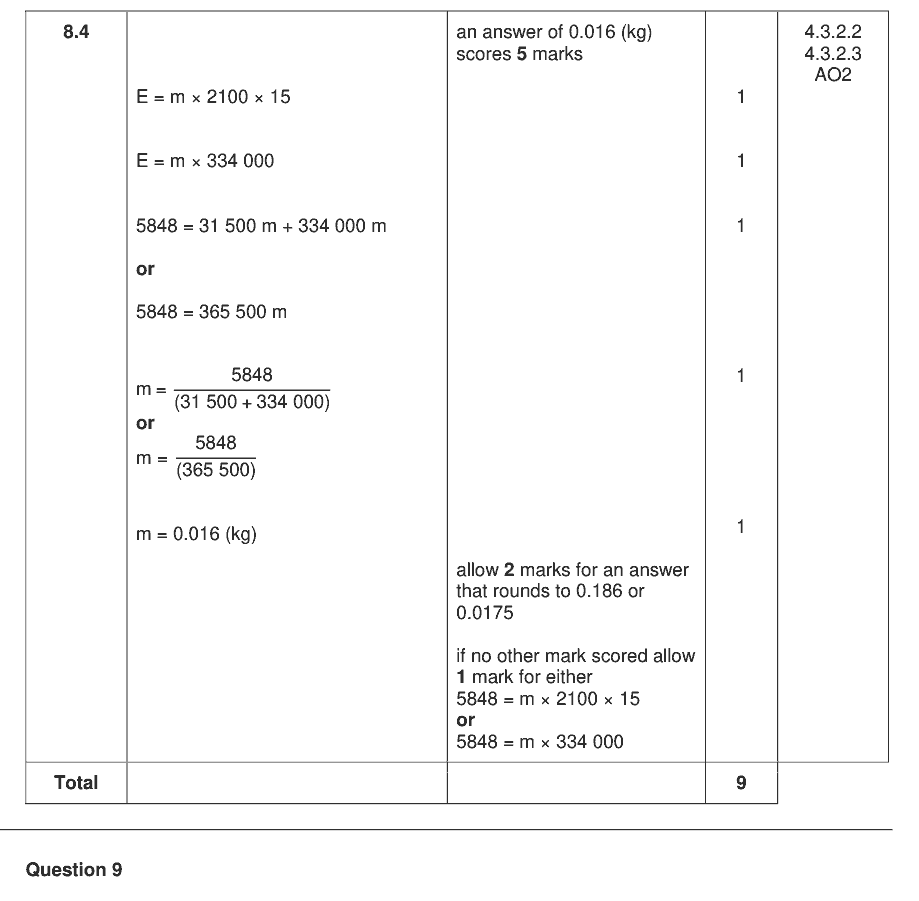 8.4
an answer of 0.016 (kg)
scores 5 marks
4.3.2.2
4.3.2.3
AO2
E = m × 2100 × 15
1
E = m × 334 000
1
5848 = 31 500 m + 334 000 m
1
or
5848 = 365 500 m
m = 5848
(31 500 + 334 000)
1
or
m = 5848
(365 500)
m = 0.016 (kg)
1
allow 2 marks for an answer
that rounds to 0.186 or
0.0175
if no other mark scored allow
1 mark for either
5848 = m × 2100 × 15
or
5848 = m × 334 000
Total
9
Question 9